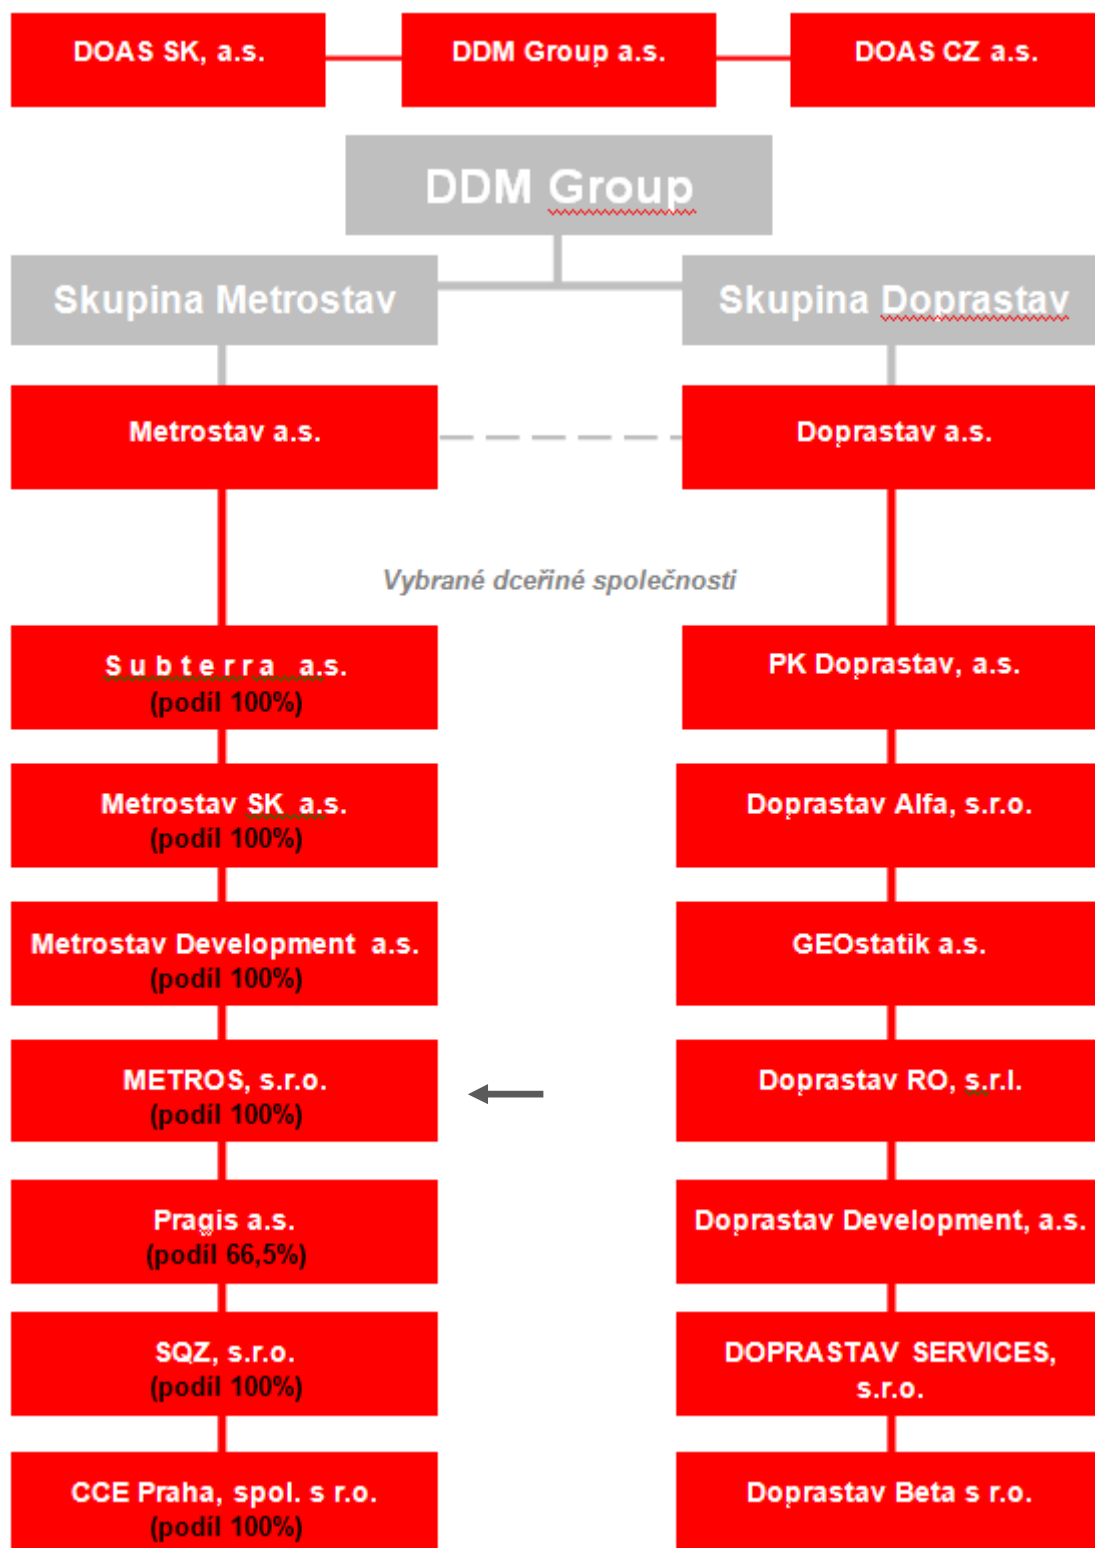 DOAS SK, a.s.
DDM Group a.s.
DOAS CZ a.s.
DDM Group
Skupina Metrostav
Skupina Doprastav
Metrostav a.s.
Doprastav a.s.
Vybrané dceřiné společnosti
S u b t e r r a a.s.
(podíl 100%)
PK Doprastav, a.s.
Metrostav SK a.s.
(podíl 100%)
Doprastav Alfa, s.r.o.
Metrostav Development a.s.
(podíl 100%)
GEOstatik a.s.
METROS, s.r.o.
(podíl 100%)
Doprastav RO, s.r.l.
Pragis a.s.
(podíl 66,5%)
Doprastav Development, a.s.
SQZ, s.r.o.
(podíl 100%)
DOPRASTAV SERVICES,
s.r.o.
CCE Praha, spol. s r.o.
(podíl 100%)
Doprastav Beta s r.o.